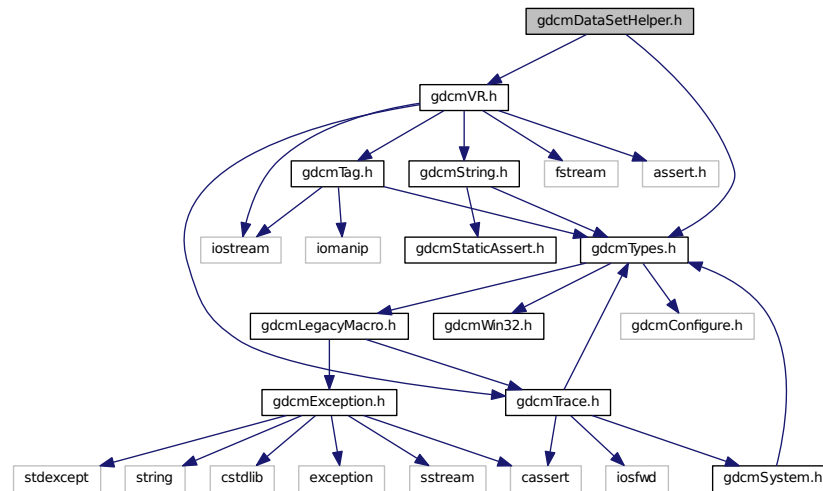 gdcmDataSetHelper.h
gdcmVR.h
gdcmTag.h
gdcmString.h
fstream
assert.h
iostream
iomanip
gdcmStaticAssert.h
gdcmTypes.h
gdcmLegacyMacro.h
gdcmWin32.h
gdcmConfigure.h
gdcmException.h
gdcmTrace.h
stdexcept
string
cstdlib
exception
sstream
cassert
iosfwd
gdcmSystem.h